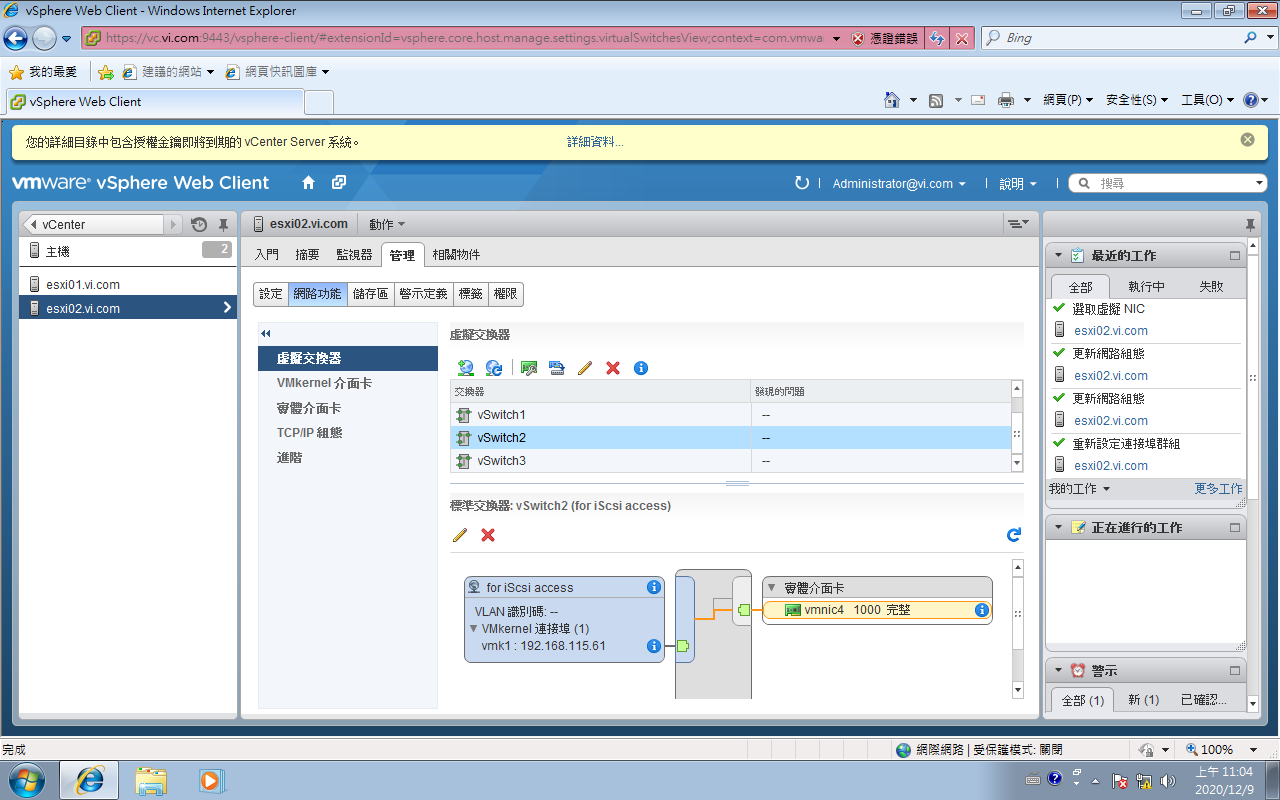 vSphere Web Client - Windows Internet Explorer
https://vc.vi.com:9443/vsphere-client/#extensionId=vsphere.core.host.manage.settings.virtualSwitchesView;context=com.vmwa
憑證錯誤
Bing
我的最愛
建議的網站
網頁快訊圖庫
vSphere Web Client
網頁(P)
安全性(S)
工具(O)
您的詳細目錄中包含授權金鑰即將到期的 vCenter Server 系統。
詳細資料...
vmware® vSphere Web Client
Administrator@vi.com
說明
搜尋
vCenter
主機
2
esxi01.vi.com
esxi02.vi.com
esxi02.vi.com
動作
入門
摘要
監視器
管理
相關物件
設定
網路功能
儲存區
警示定義
標籤
權限
虛擬交換器
VMkernel 介面卡
實體介面卡
TCP/IP 組態
進階
虛擬交換器
交換器
發現的問題
vSwitch1
--
vSwitch2
--
vSwitch3
--
標準交換器: vSwitch2 (for iScsi access)
for iScsi access
VLAN 識別碼: --
VMkernel 連接埠 (1)
vmk1 : 192.168.115.61
實體介面卡
vmnic4 1000 完整
最近的工作
全部
執行中
失敗
選取虛擬 NIC
esxi02.vi.com
更新網路組態
esxi02.vi.com
更新網路組態
esxi02.vi.com
重新設定連接埠群組
esxi02.vi.com
我的工作
更多工作
正在進行的工作
警示
全部 (1)
新 (1)
已確認...
完成
網際網路 | 受保護模式: 關閉
100%
上午 11:04
2020/12/9